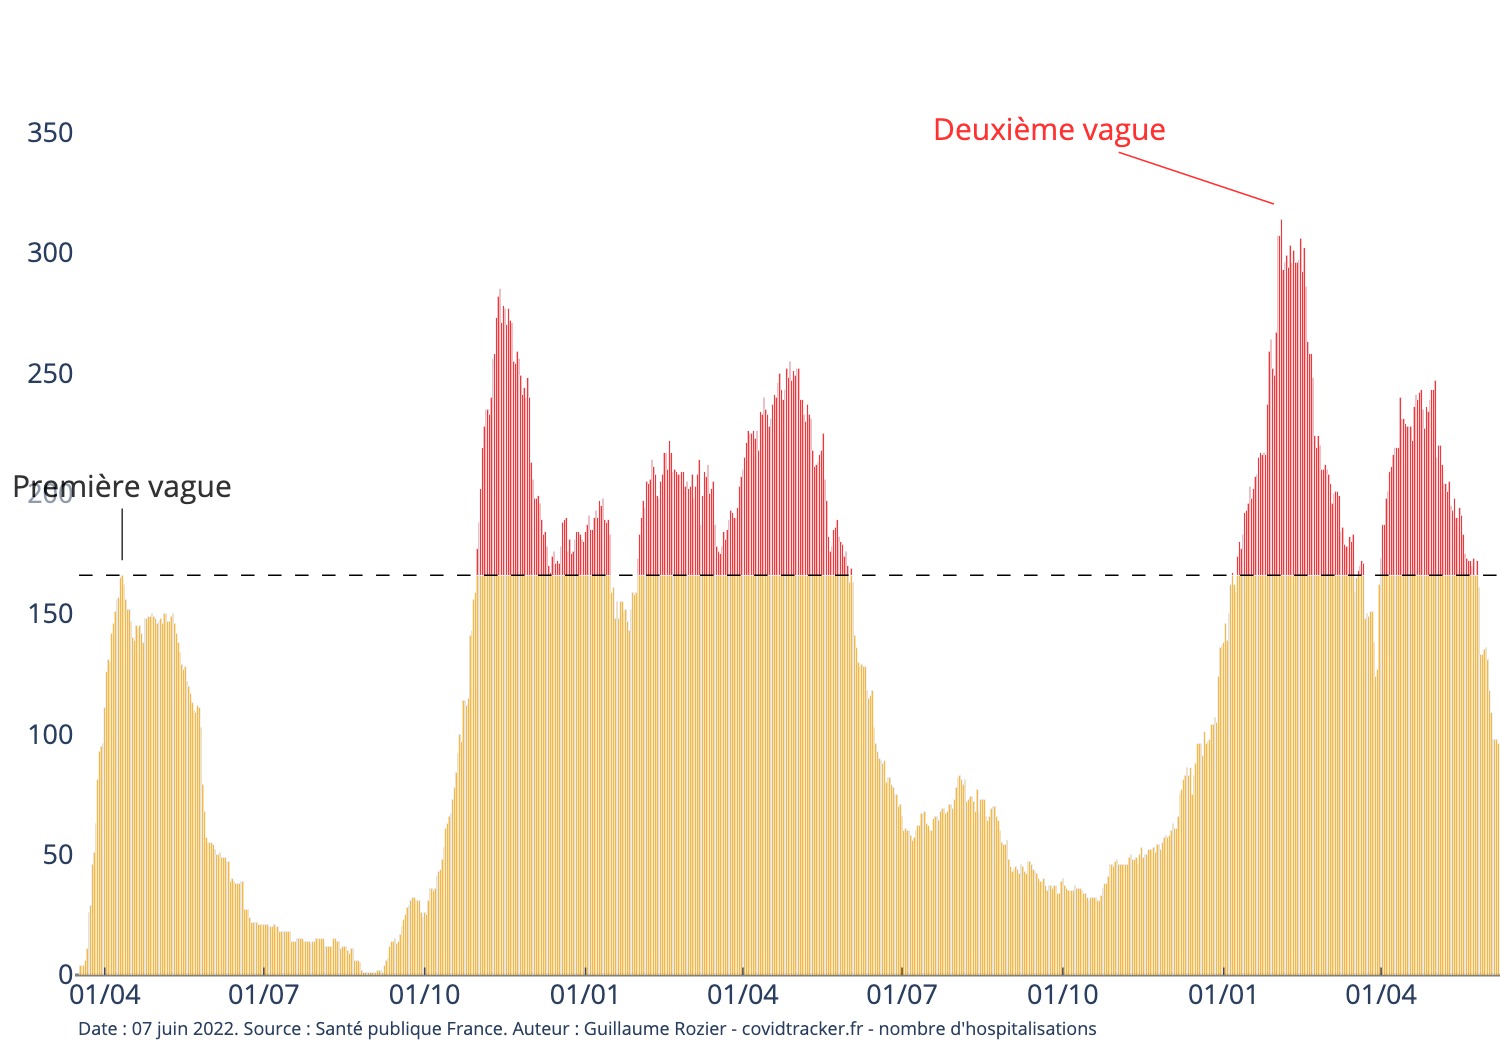 350
Deuxième vague
300
250
Première vague
200
150
100
50
0
01/04 01/07 01/10 01/01 01/04 01/07 01/10 01/01 01/04
Date : 07 juin 2022. Source : Santé publique France. Auteur : Guillaume Rozier - covidtracker.fr - nombre d'hospitalisations